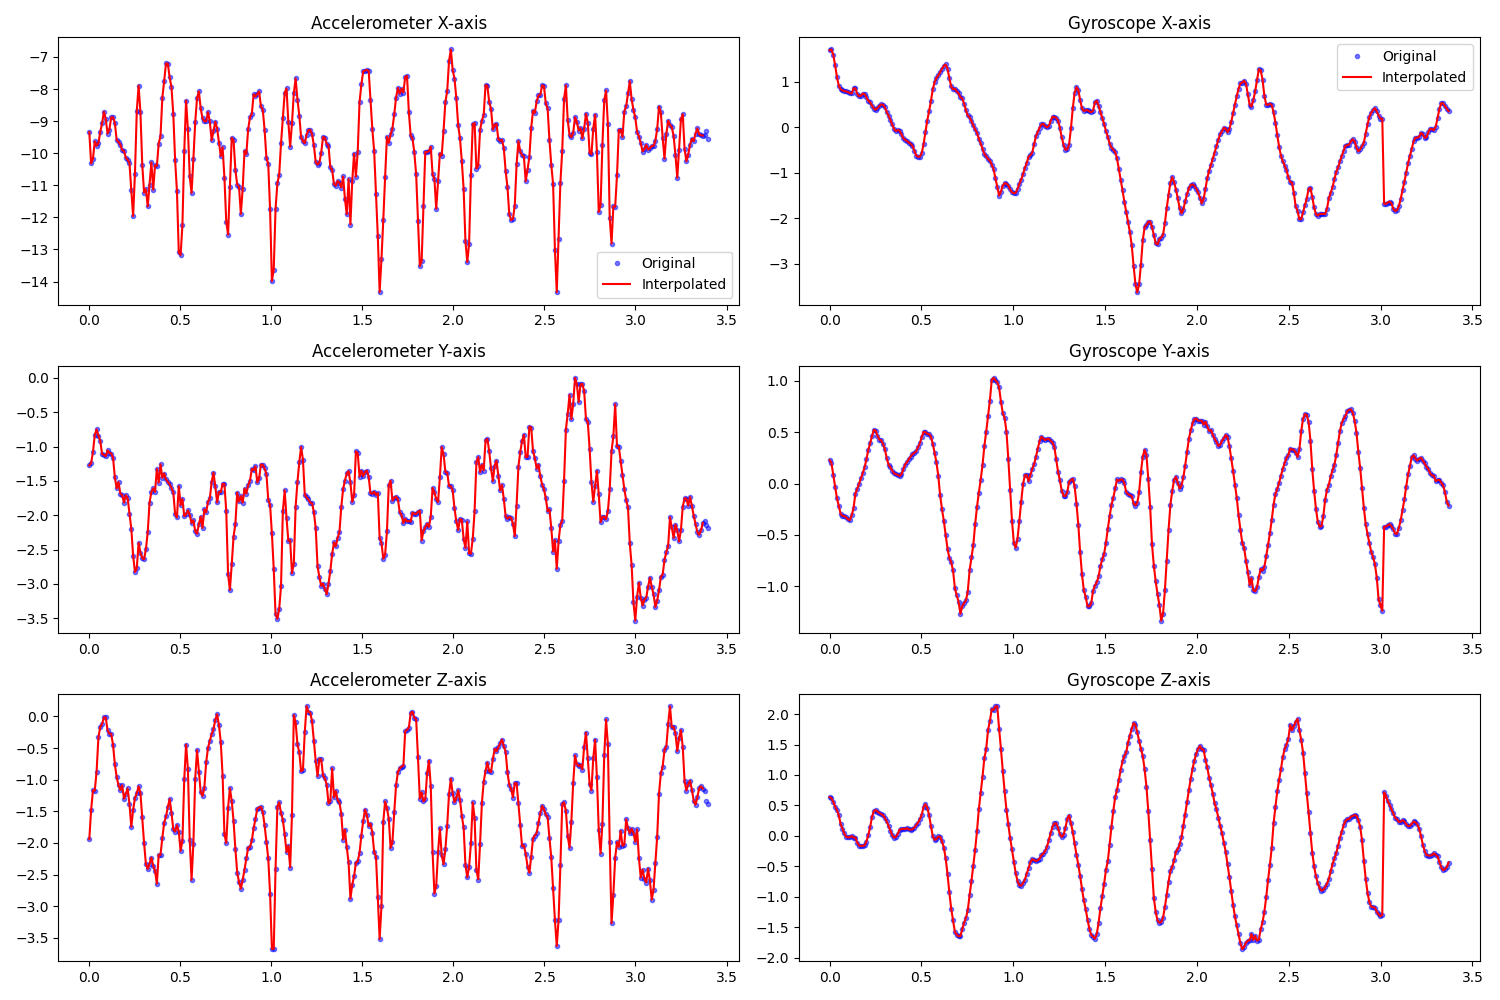 Accelerometer X-axis
−7
−8
−9
−10
−11
−12
−13
−14
Original
Interpolated
0.0 0.5 1.0 1.5 2.0 2.5 3.0 3.5
Gyroscope X-axis
1
0
−1
−2
−3
Original
Interpolated
0.0 0.5 1.0 1.5 2.0 2.5 3.0 3.5
Accelerometer Y-axis
0.0
−0.5
−1.0
−1.5
−2.0
−2.5
−3.0
−3.5
0.0 0.5 1.0 1.5 2.0 2.5 3.0 3.5
Gyroscope Y-axis
1.0
0.5
0.0
−0.5
−1.0
0.0 0.5 1.0 1.5 2.0 2.5 3.0 3.5
Accelerometer Z-axis
0.0
−0.5
−1.0
−1.5
−2.0
−2.5
−3.0
−3.5
0.0 0.5 1.0 1.5 2.0 2.5 3.0 3.5
Gyroscope Z-axis
2.0
1.5
1.0
0.5
0.0
−0.5
−1.0
−1.5
−2.0
0.0 0.5 1.0 1.5 2.0 2.5 3.0 3.5